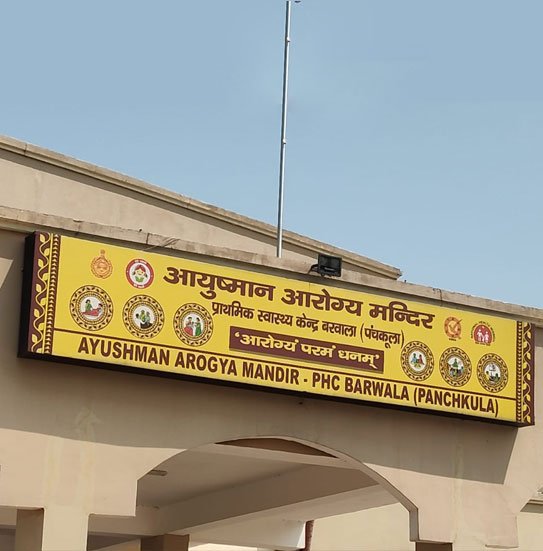 आयुष्मान आरोग्य मन्दिर
प्राथमिक स्वास्थ्य केन्द्र बरवाला (पंचकूला)
'आरोग्यं परमं धनम्'
AYUSHMAN AROGYA MANDIR - PHC BARWALA (PANCHKULA)